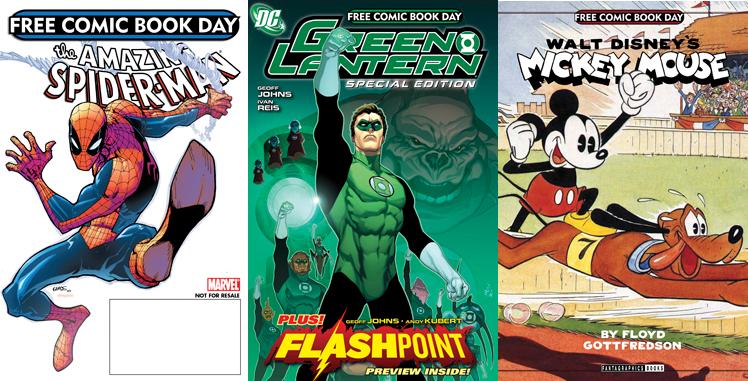 FREE COMIC BOOK DAY
the AMAZING
SPIDER-MAN
MARVEL
NOT FOR RESALE
DC
FREE COMIC BOOK DAY
GREEN
LANTERN
SPECIAL EDITION
GEOFF
JOHNS
IVAN
REIS
PLUS!
GEOFF JOHNS • ANDY KUBERT
FLASHPOINT
PREVIEW INSIDE!
FREE COMIC BOOK DAY
WALT DISNEY'S
MICKEY MOUSE
7
BY FLOYD
GOTTFREDSON
FANTAGRAPHICS BOOKS